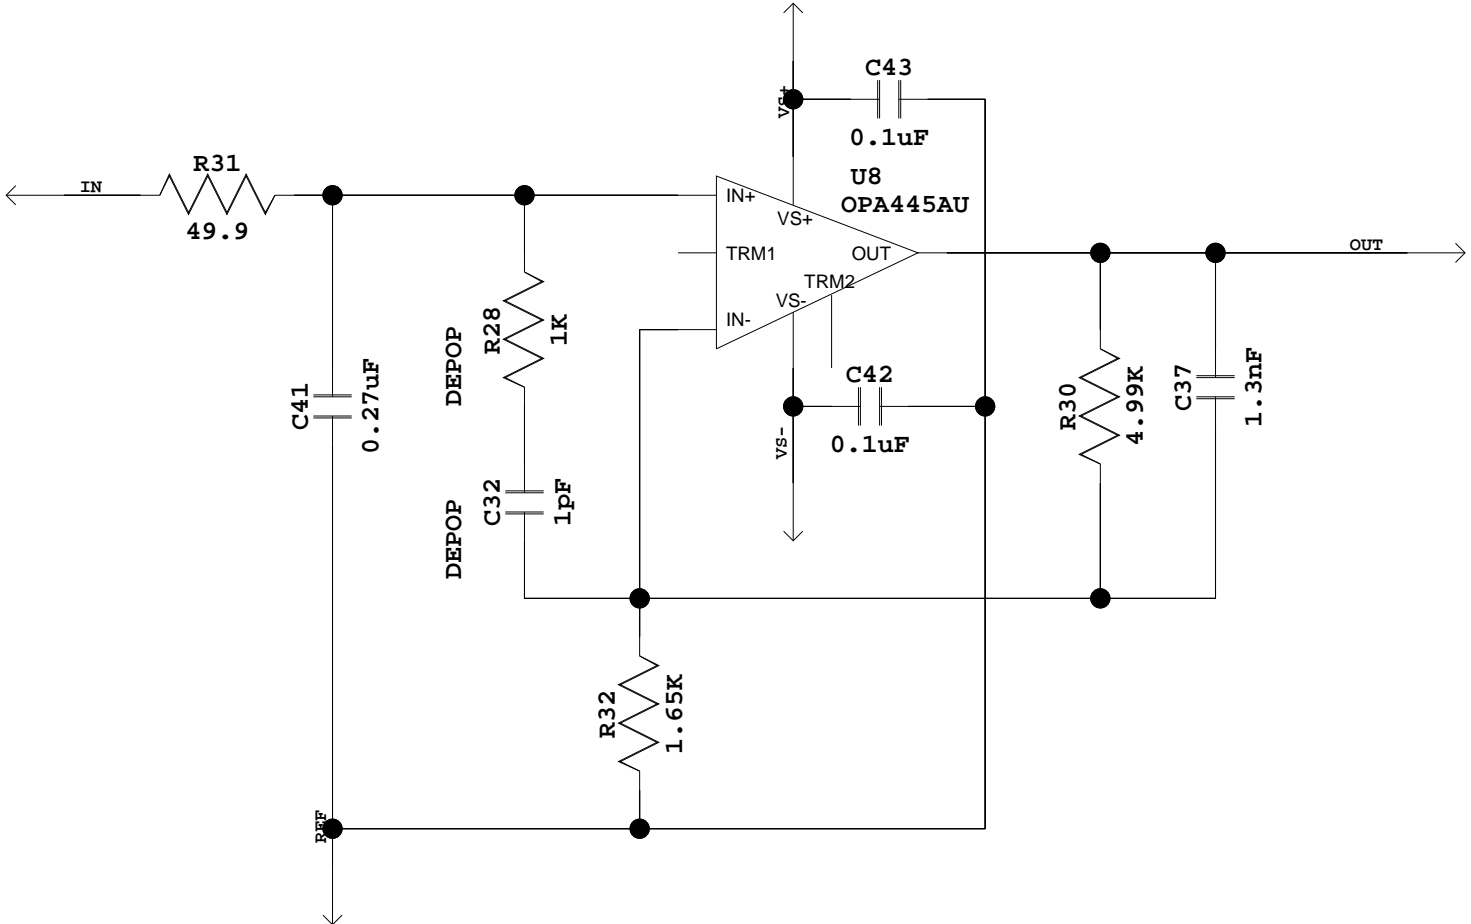 C43
vs+
0.1uF
R31
IN
49.9
U8
OPA445AU
IN+
VS+
TRM1
OUT
OUT
TRM2
VS-
IN-
R28
1K
DEPOP
C42
0.1uF
vs-
C41
0.27uF
R30
4.99K
C37
1.3nF
C32
1pF
DEPOP
R32
1.65K
REF